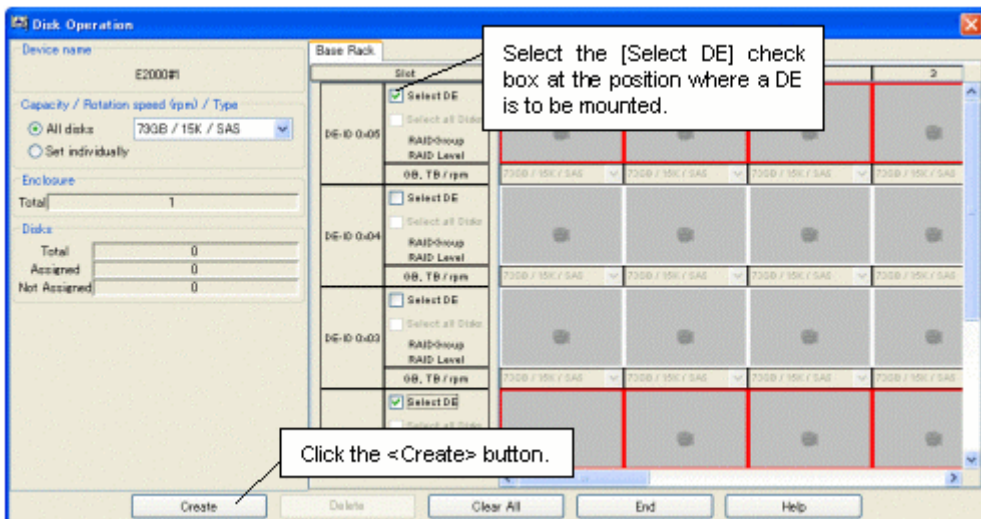 Disk Operation
Device name
E2000#1
Capacity / Rotation speed (rpm) / Type
All disks 73GB / 15K / SAS
Set individually
Enclosure
Total 1
Disks
Total 0
Assigned 0
Not Assigned 0
Base Rack
Slot 3
Select the [Select DE] check
box at the position where a DE
is to be mounted.
DE-ID 0x05
Select DE
Select all Disks
RAIDGroup
RAID Level
GB, TB / rpm 73GB / 15K / SAS 73GB / 15K / SAS 73GB / 15K / SAS 73GB / 15K / SAS
DE-ID 0x04
Select DE
Select all Disks
RAIDGroup
RAID Level
GB, TB / rpm 73GB / 15K / SAS 73GB / 15K / SAS 73GB / 15K / SAS 73GB / 15K / SAS
DE-ID 0x03
Select DE
Select all Disks
RAIDGroup
RAID Level
GB, TB / rpm 73GB / 15K / SAS 73GB / 15K / SAS 73GB / 15K / SAS 73GB / 15K / SAS
Select DE
Select all Disks
Click the <Create> button.
Create Delete Clear All End Help